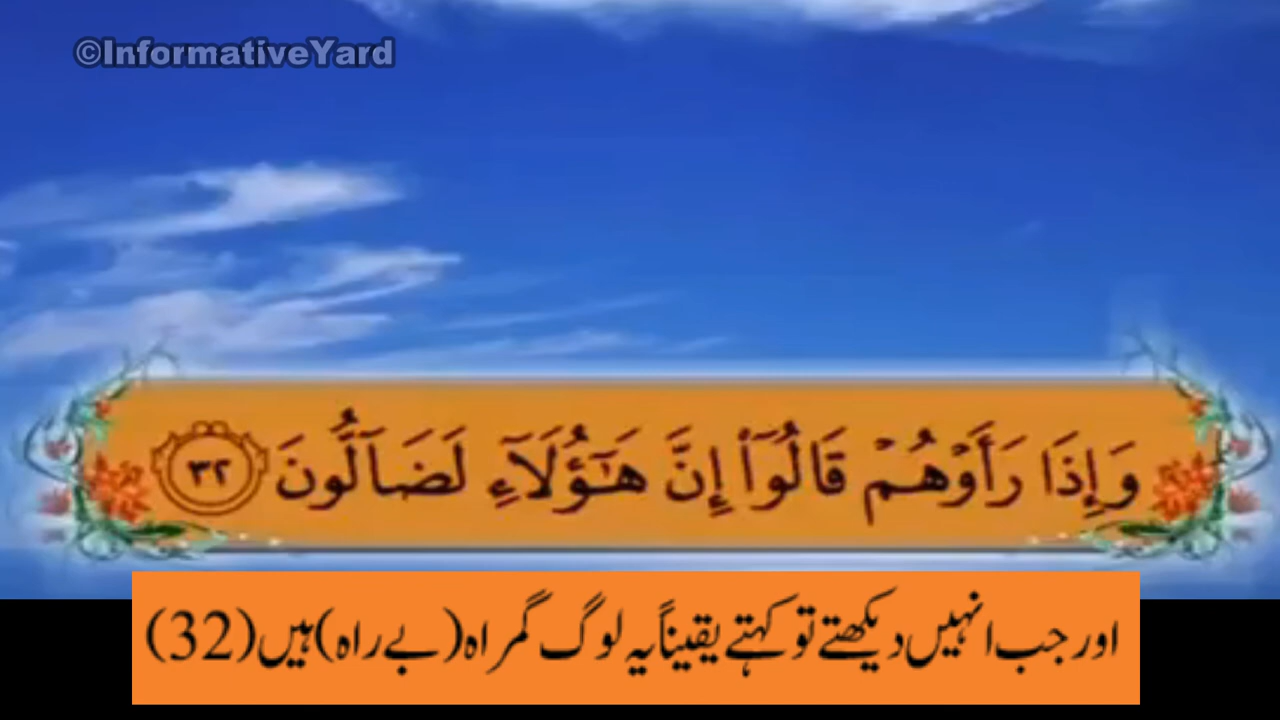 ©InformativeYard
وَإِذَا رَأَوْهُمْ قَالُوٓا۟ إِنَّ هَـٰٓؤُلَآءِ لَضَآلُّونَ ٣٢
اور جب انہیں دیکھتے تو کہتے یقیناً یہ لوگ گمراہ (بے راہ) ہیں (32)